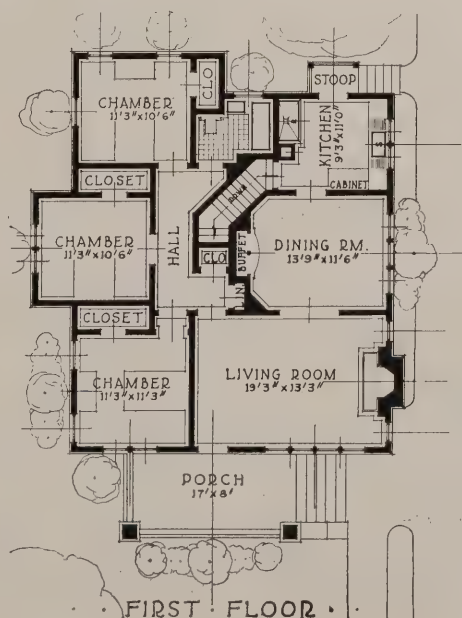 STOOP
CLO
CHAMBER
11'3"x10'6"
KITCHEN
9'3"x11'0"
CLOSET
CABINET
DOWN
CHAMBER
11'3"x10'6"
HALL
BUFFET
DINING RM.
13'9"x11'6"
CLO
LIN.
CLOSET
CHAMBER
11'3"x11'3"
LIVING ROOM
19'3"x13'3"
PORCH
17'x8'
FIRST FLOOR